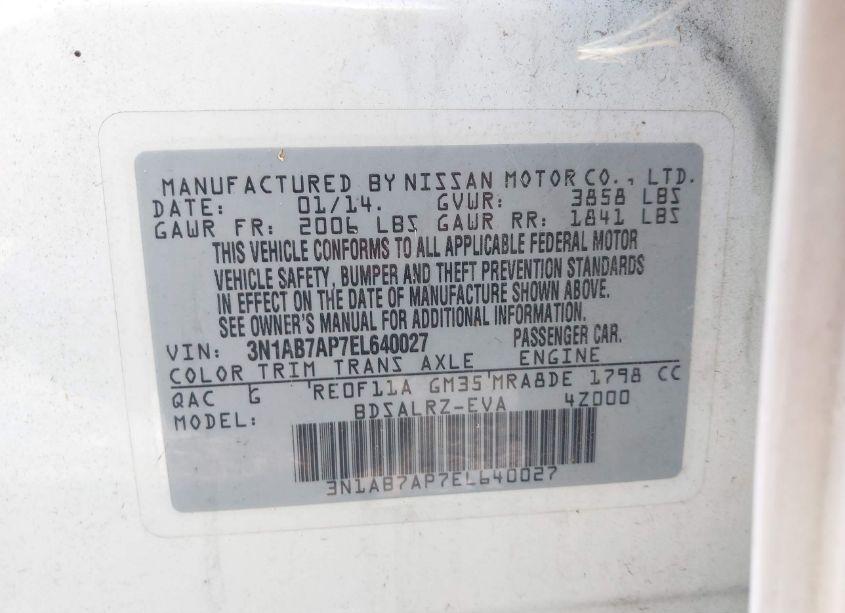 MANUFACTURED BY NISSAN MOTOR CO., LTD.
DATE: 01/14. GVWR: 3858 LBS
GAWR FR: 2006 LBS GAWR RR: 1841 LBS
THIS VEHICLE CONFORMS TO ALL APPLICABLE FEDERAL MOTOR
VEHICLE SAFETY, BUMPER AND THEFT PREVENTION STANDARDS
IN EFFECT ON THE DATE OF MANUFACTURE SHOWN ABOVE.
SEE OWNER'S MANUAL FOR ADDITIONAL INFORMATION.
VIN: 3N1AB7AP7EL640027 PASSENGER CAR.
COLOR TRIM TRANS AXLE ENGINE
QAC G RE0F11A GM35 MRA8DE 1798 CC
MODEL: BDSALRZ-EVA 4Z000
3N1AB7AP7EL640027